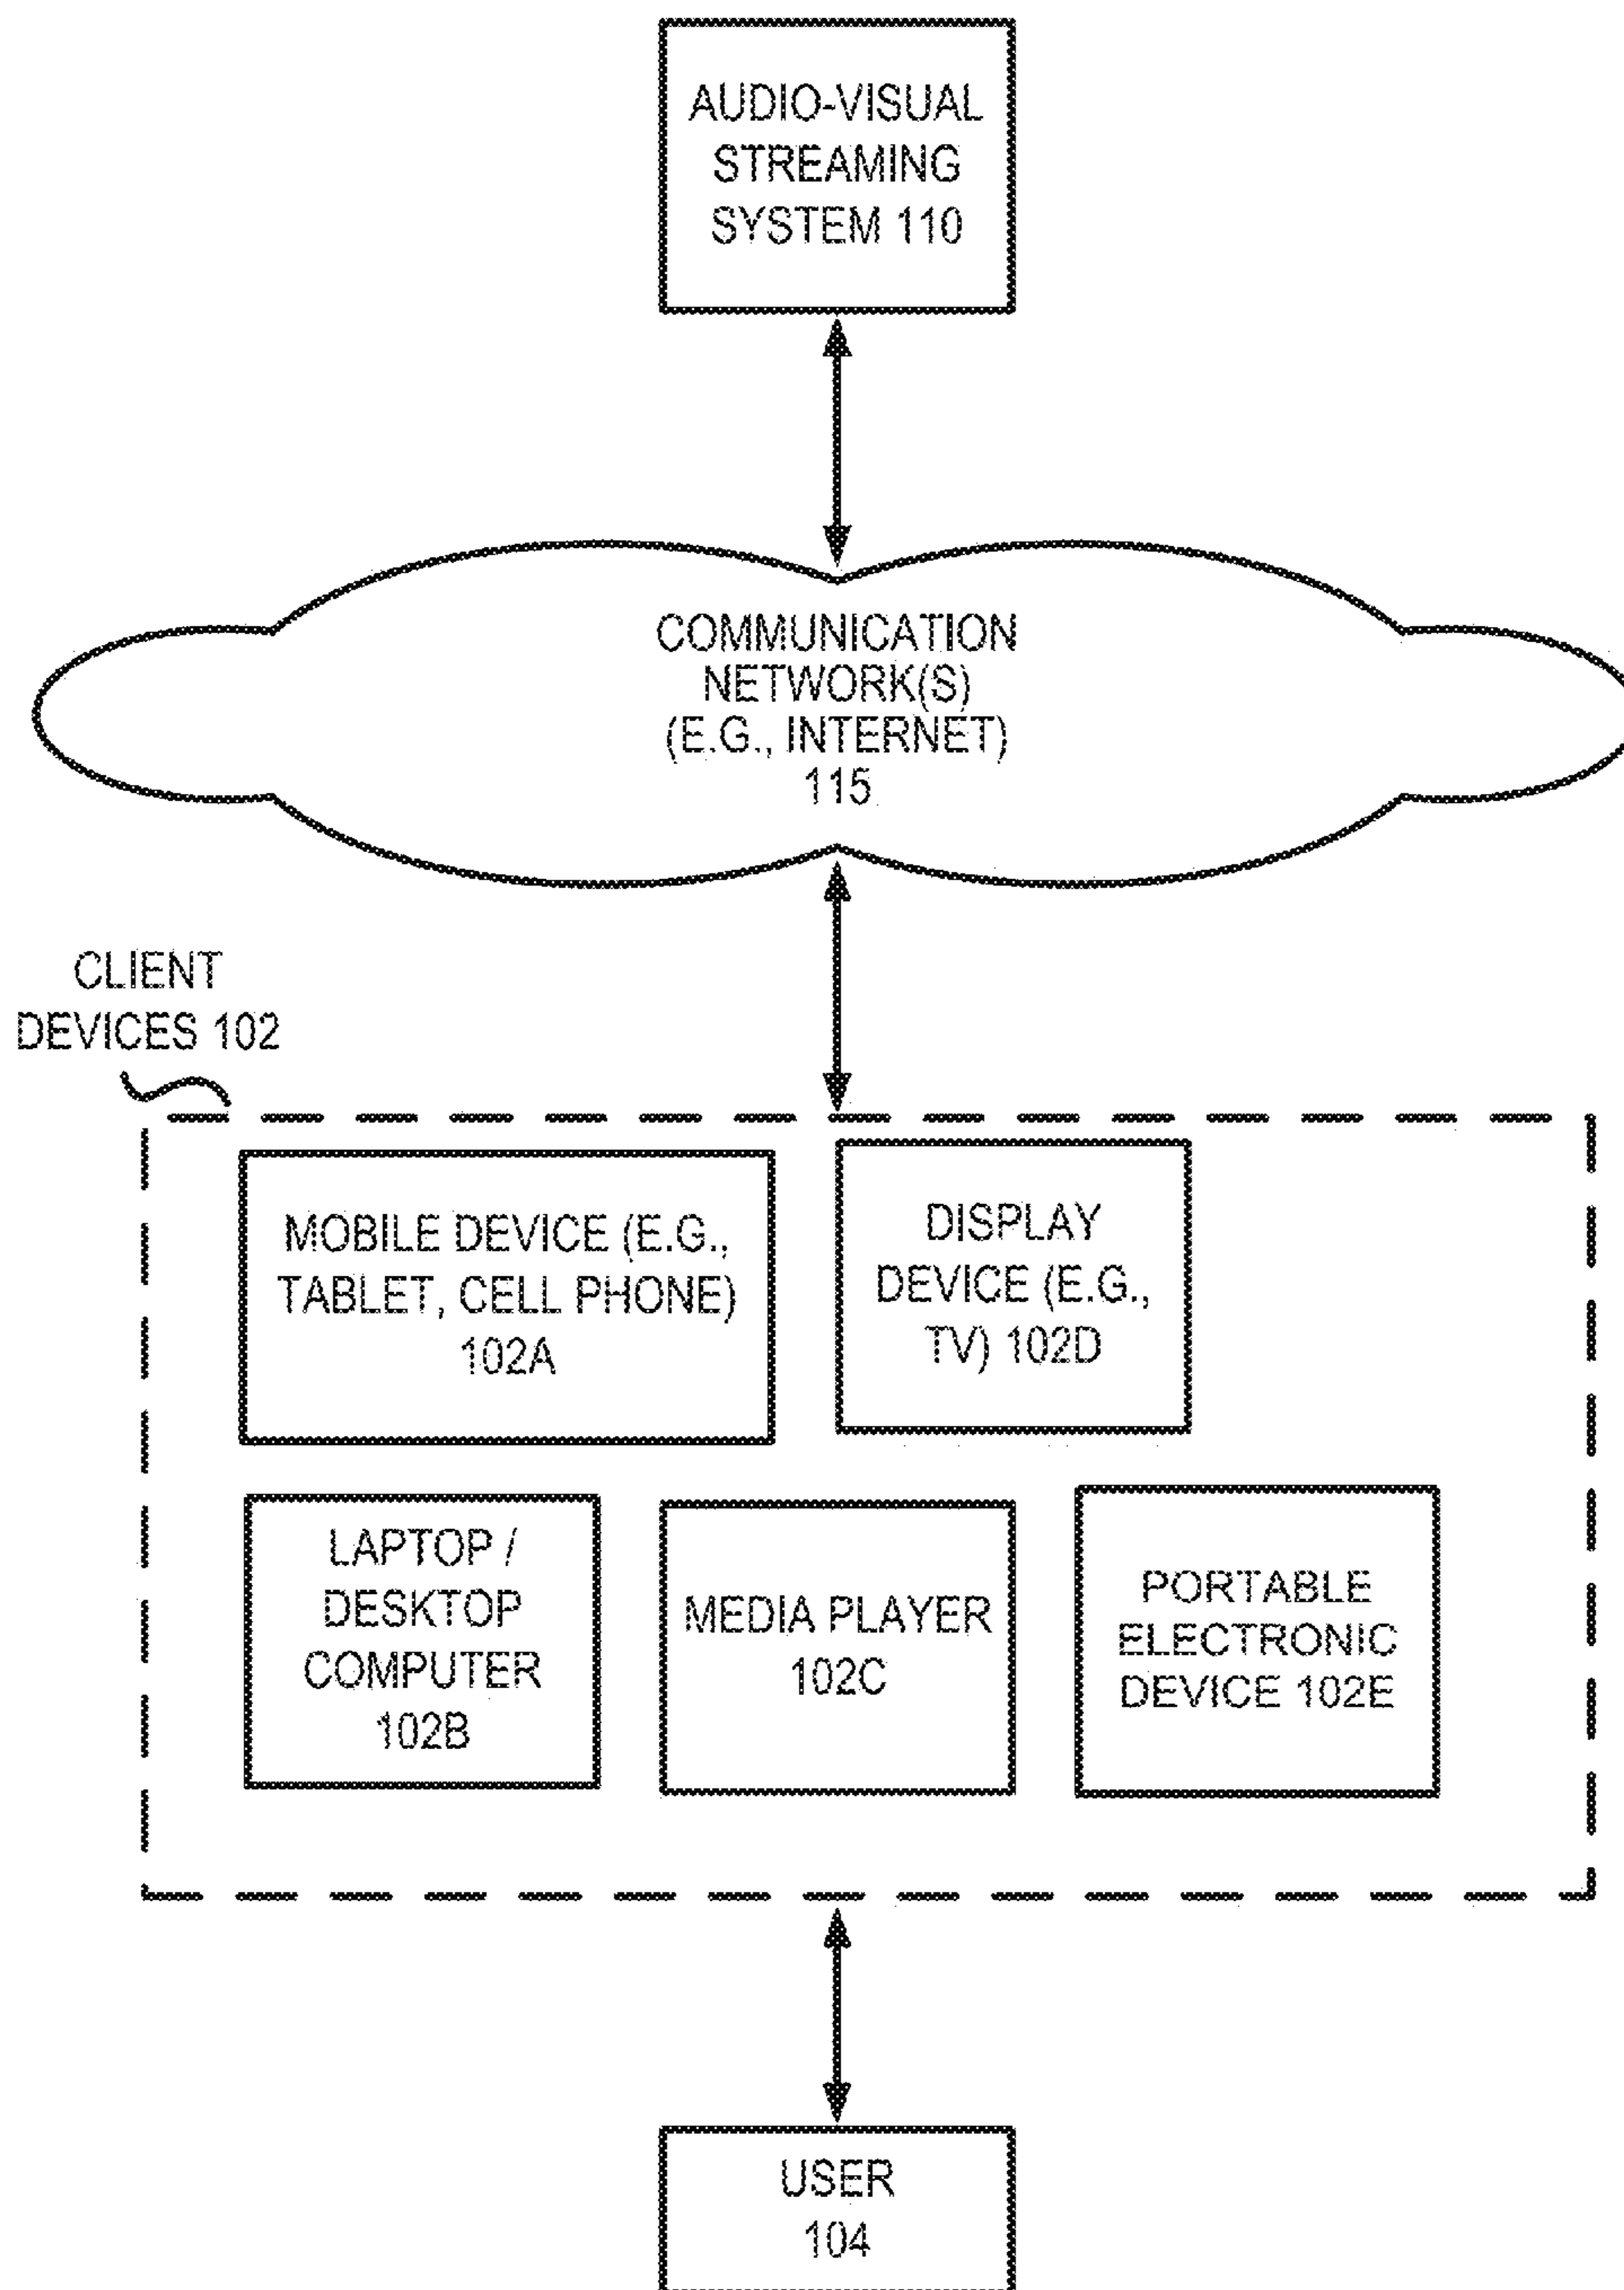 AUDIO-VISUAL
STREAMING
SYSTEM 110
COMMUNICATION
NETWORK(S)
(E.G., INTERNET)
115
CLIENT
DEVICES 102
MOBILE DEVICE (E.G.,
TABLET, CELL PHONE)
102A
DISPLAY
DEVICE (E.G.,
TV) 102D
LAPTOP /
DESKTOP
COMPUTER
102B
MEDIA PLAYER
102C
PORTABLE
ELECTRONIC
DEVICE 102E
USER
104